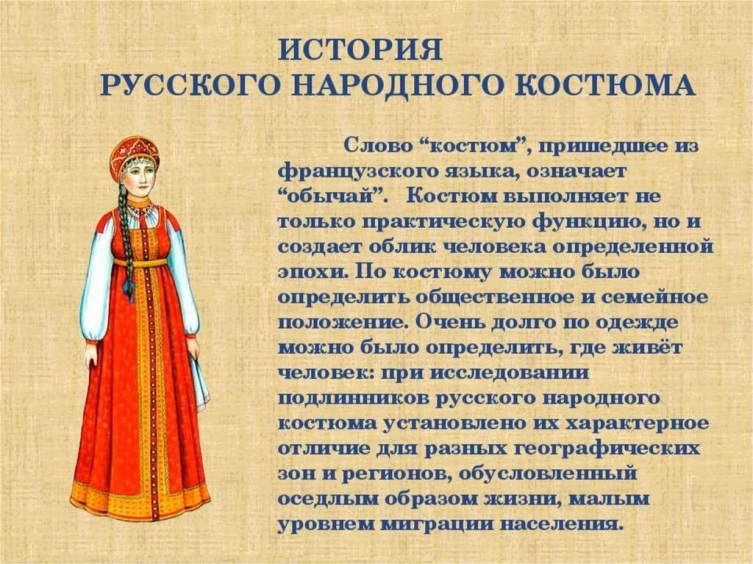 ИСТОРИЯ
РУССКОГО НАРОДНОГО КОСТЮМА
Слово “костюм”, пришедшее из
французского языка, означает
“обычай”. Костюм выполняет не
только практическую функцию, но и
создает облик человека определенной
эпохи. По костюму можно было
определить общественное и семейное
положение. Очень долго по одежде
можно было определить, где живёт
человек: при исследовании
подлинников русского народного
костюма установлено их характерное
отличие для разных географических
зон и регионов, обусловленный
оседлым образом жизни, малым
уровнем миграции населения.